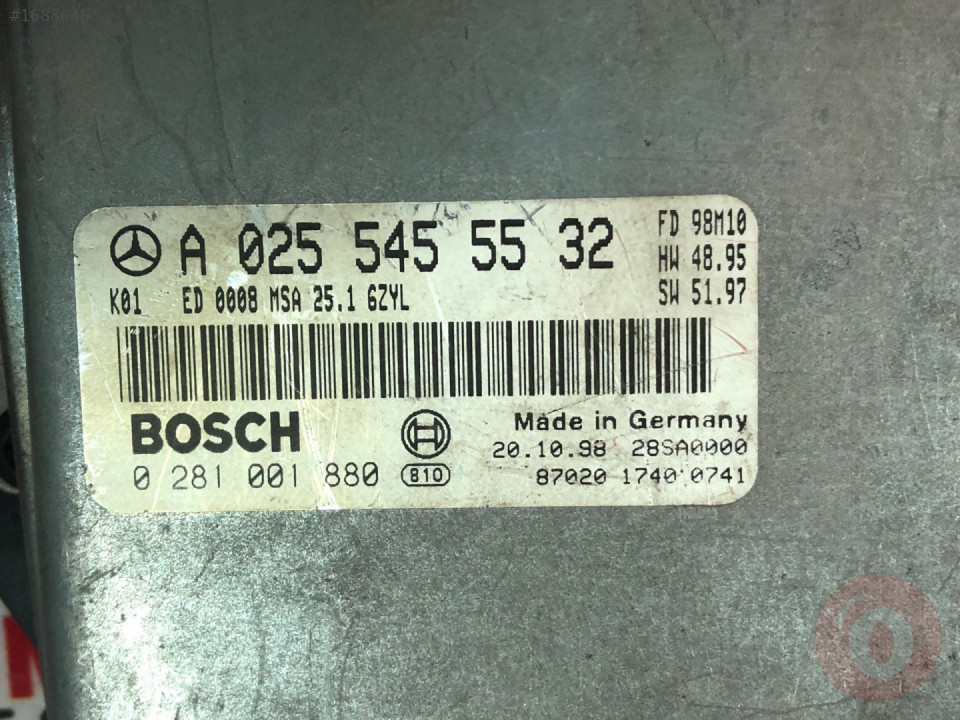 A 025 545 55 32
FD 98M10
HW 48.95
SW 51.97
K01 ED 0008 MSA 25.1 6ZYL
BOSCH
Made in Germany
20.10.98 28SA0000
0 281 001 880 810
87020 1740 0741